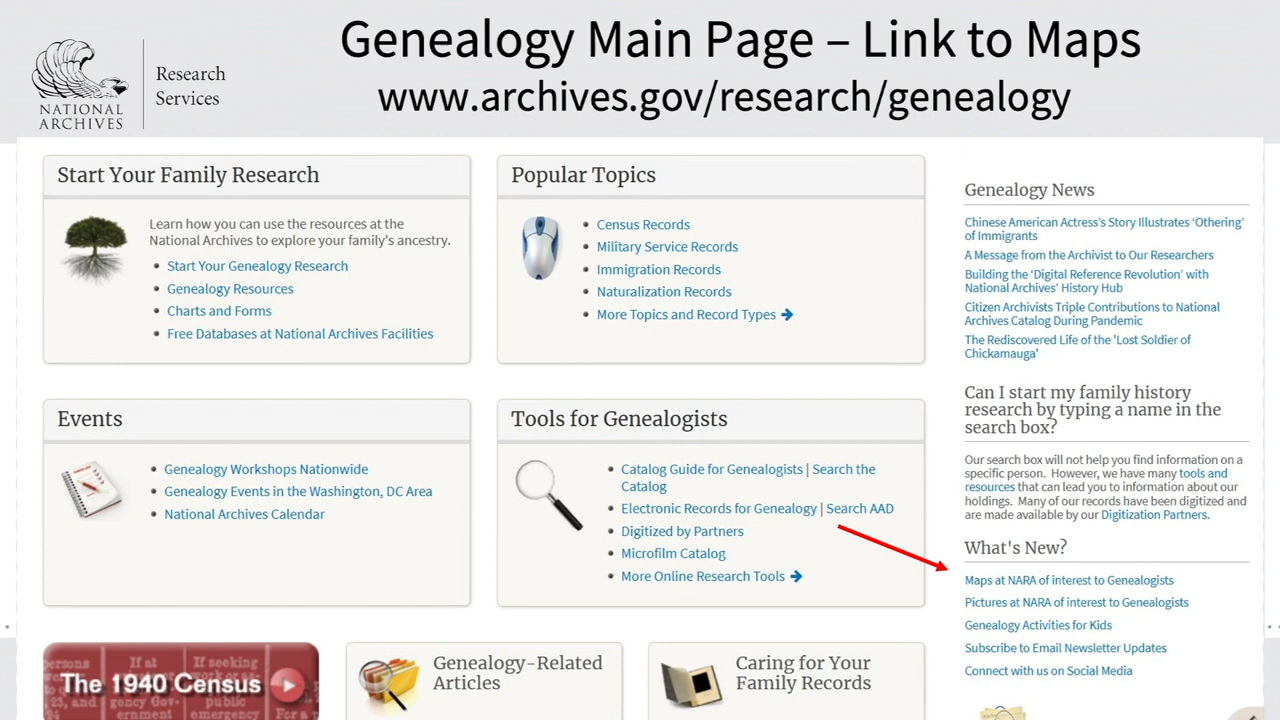 Genealogy Main Page – Link to Maps
www.archives.gov/research/genealogy
NATIONAL
ARCHIVES
Research
Services
Start Your Family Research
Learn how you can use the resources at the
National Archives to explore your family's ancestry.
Start Your Genealogy Research
Genealogy Resources
Charts and Forms
Free Databases at National Archives Facilities
Popular Topics
Census Records
Military Service Records
Immigration Records
Naturalization Records
More Topics and Record Types
Events
Genealogy Workshops Nationwide
Genealogy Events in the Washington, DC Area
National Archives Calendar
Tools for Genealogists
Catalog Guide for Genealogists | Search the
Catalog
Electronic Records for Genealogy | Search AAD
Digitized by Partners
Microfilm Catalog
More Online Research Tools
Genealogy News
Chinese American Actress's Story Illustrates 'Othering'
of Immigrants
A Message from the Archivist to Our Researchers
Building the 'Digital Reference Revolution' with
National Archives' History Hub
Citizen Archivists Triple Contributions to National
Archives Catalog During Pandemic
The Rediscovered Life of the 'Lost Soldier of
Chickamauga'
Can I start my family history
research by typing a name in the
search box?
Our search box will not help you find information on a
specific person. However, we have many tools and
resources that can lead you to information about our
holdings. Many of our records have been digitized and
are made available by our Digitization Partners.
What's New?
Maps at NARA of interest to Genealogists
Pictures at NARA of interest to Genealogists
Genealogy Activities for Kids
Subscribe to Email Newsletter Updates
Connect with us on Social Media
The 1940 Census
Genealogy-Related
Articles
Caring for Your
Family Records